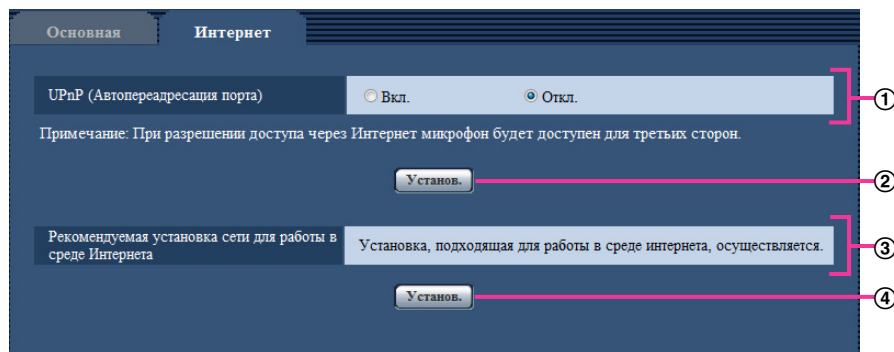 Основная Интернет
UPnP (Автопереадресация порта) Вкл. Откл.
1
Примечание: При разрешении доступа через Интернет микрофон будет доступен для третьих сторон.
Установ.
2
Рекомендуемая установка сети для работы в
среде Интернета
Установка, подходящая для работы в среде интернета, осуществляется.
3
Установ.
4